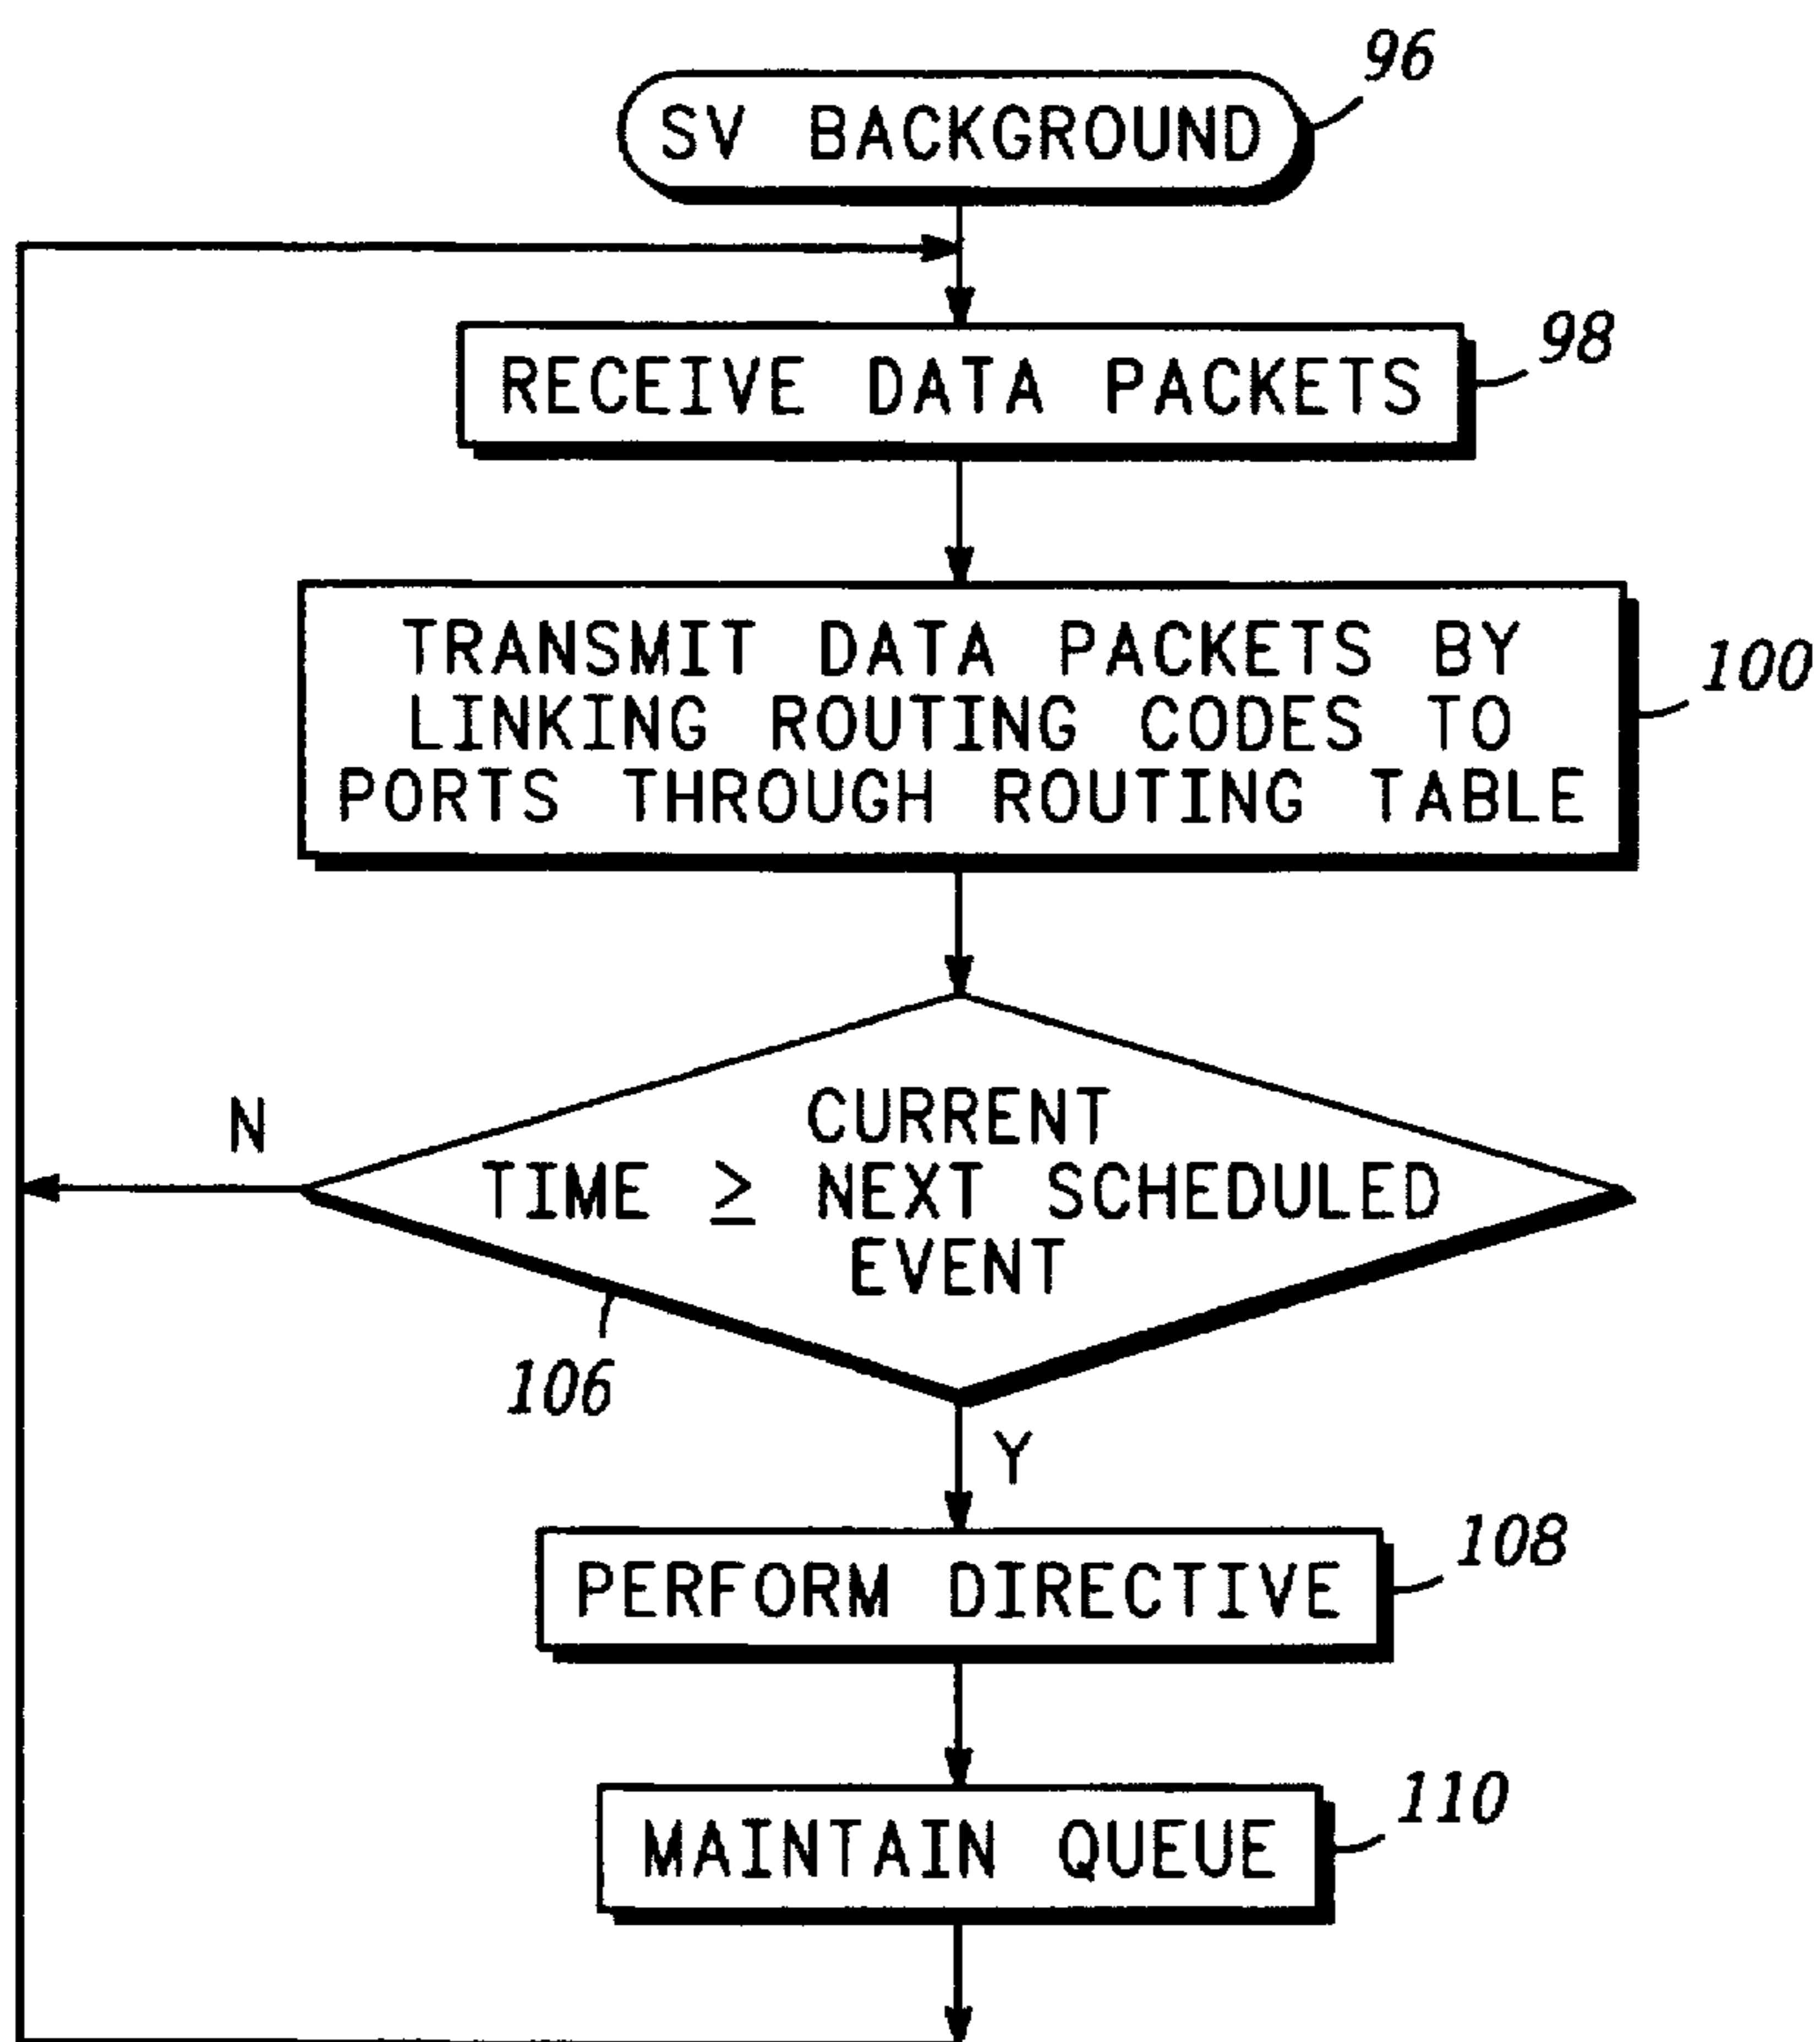 96
SV BACKGROUND
98
RECEIVE DATA PACKETS
TRANSMIT DATA PACKETS BY
LINKING ROUTING CODES TO
PORTS THROUGH ROUTING TABLE
100
N
CURRENT
TIME ≥ NEXT SCHEDULED
EVENT
106
Y
PERFORM DIRECTIVE
108
MAINTAIN QUEUE
110